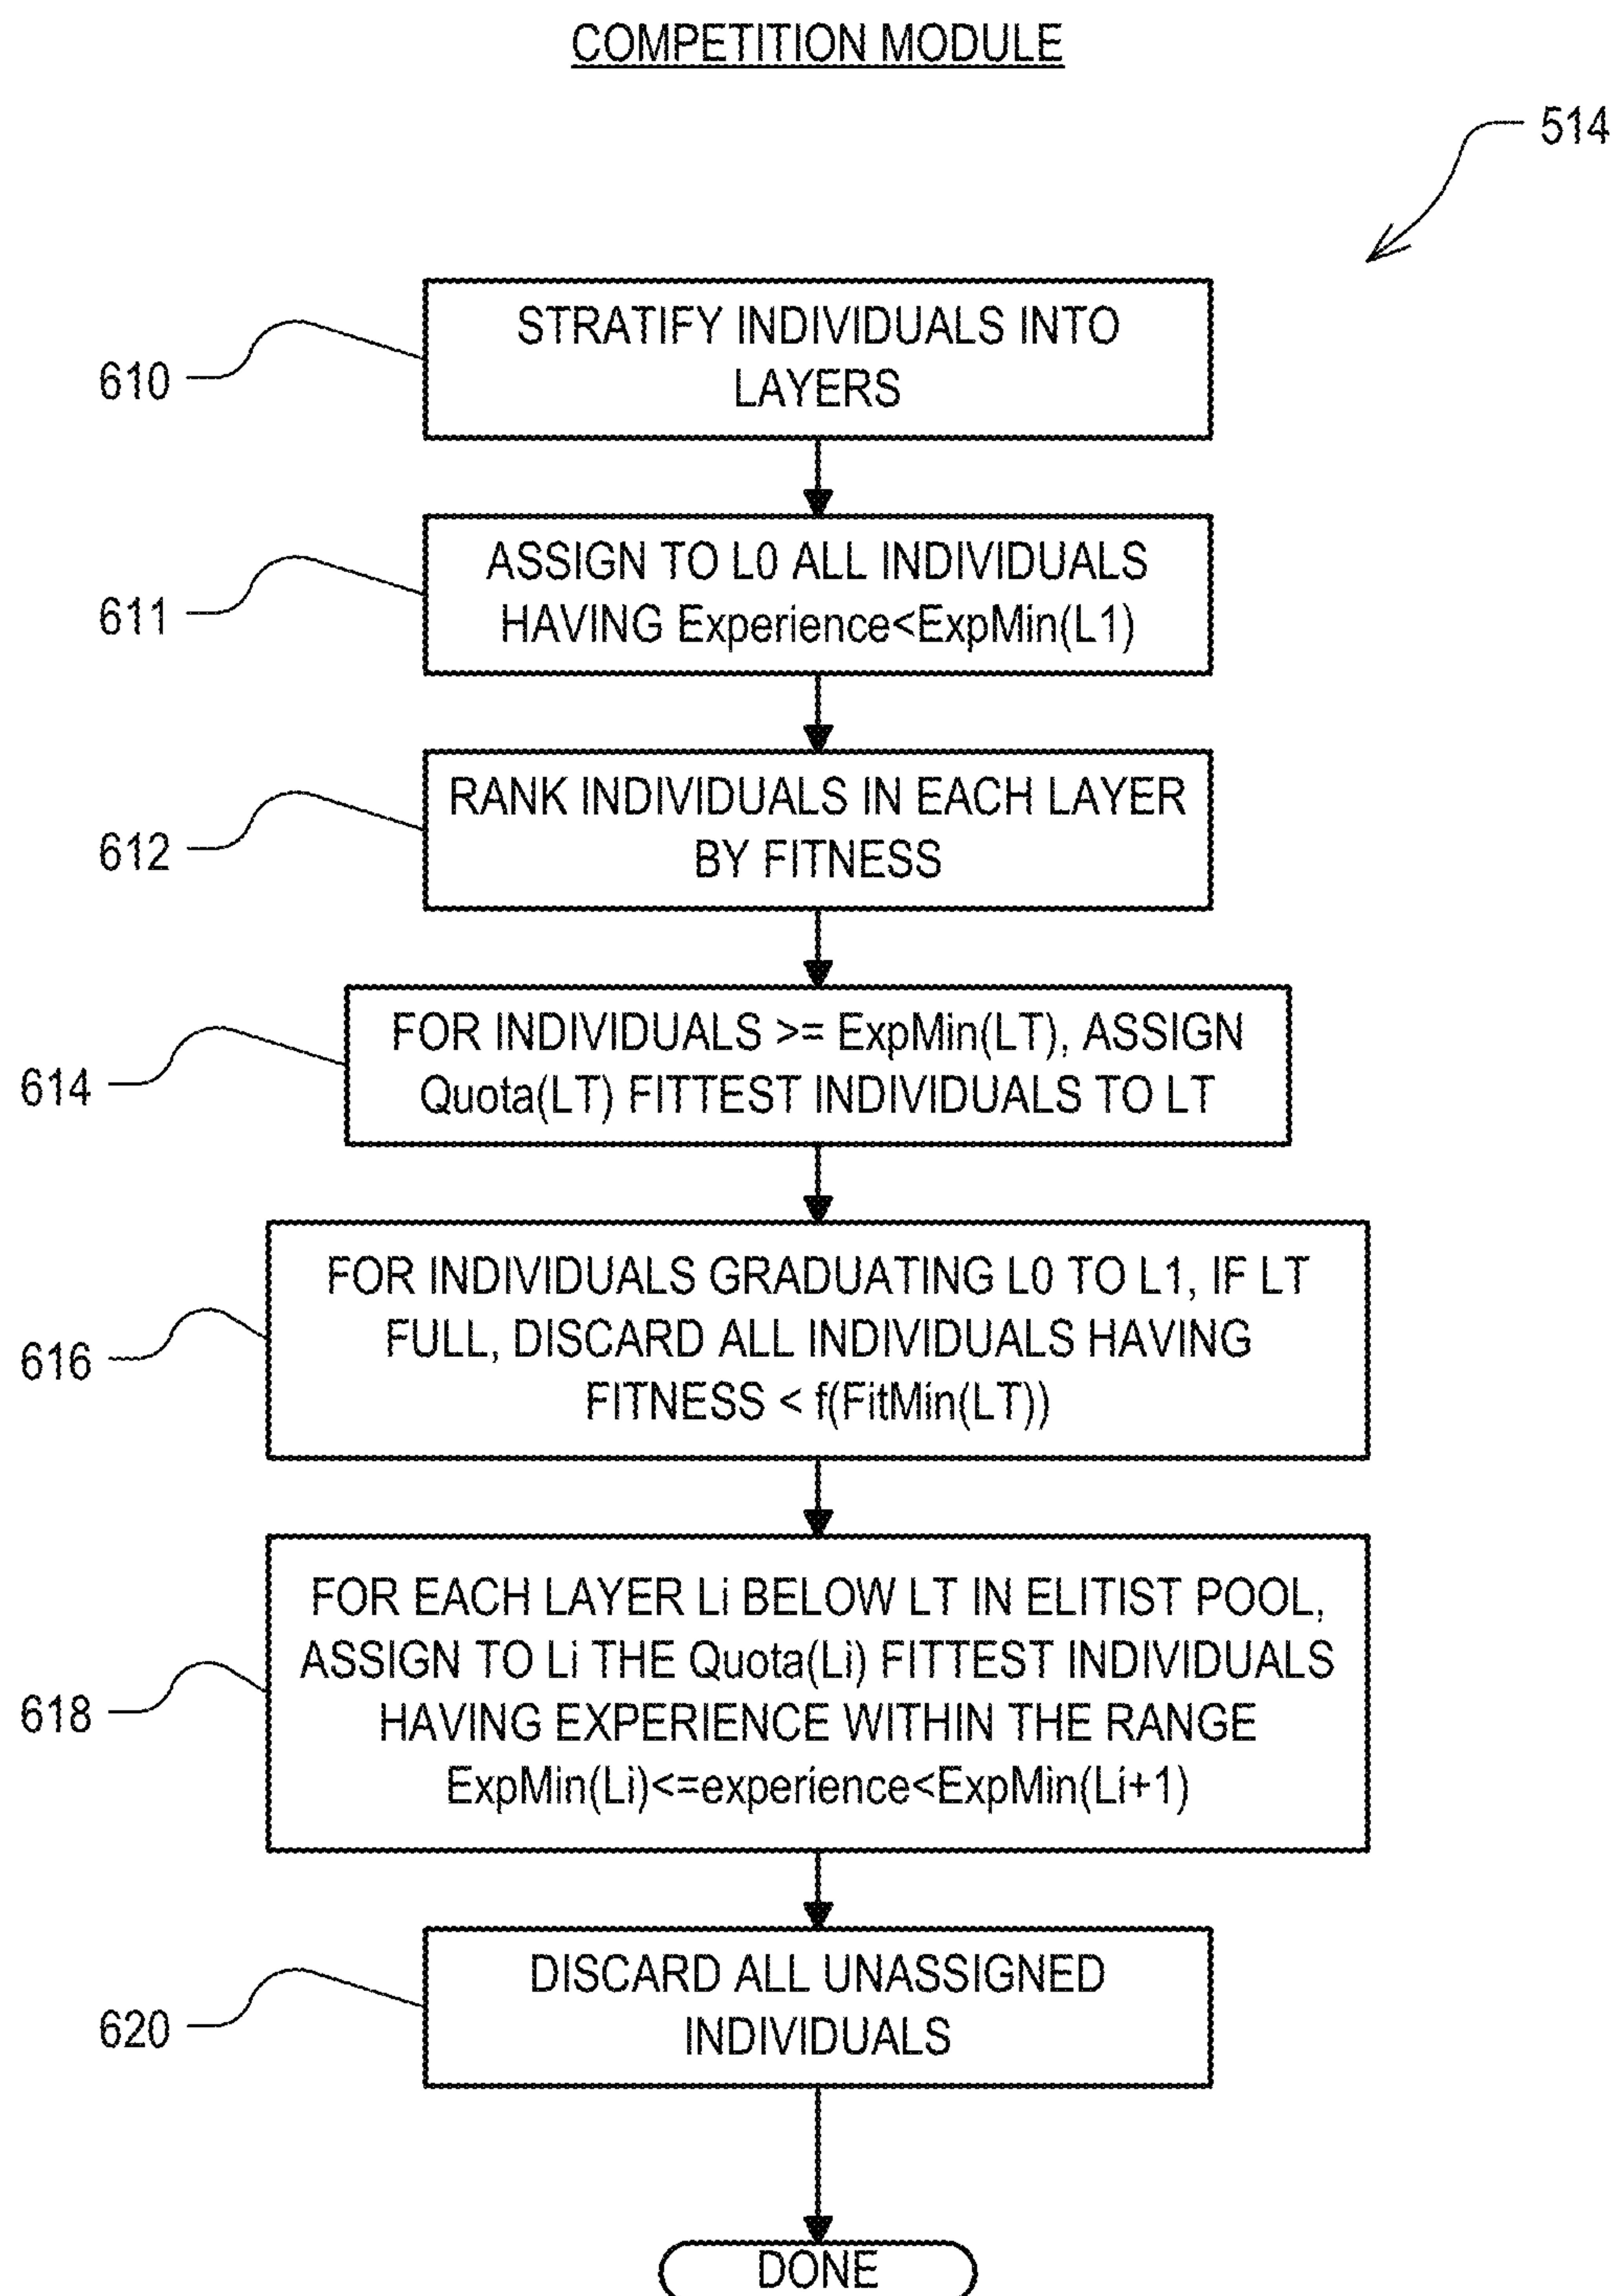 COMPETITION MODULE
514
STRATIFY INDIVIDUALS INTO
LAYERS
610
ASSIGN TO L0 ALL INDIVIDUALS
HAVING Experience<ExpMin(L1)
611
RANK INDIVIDUALS IN EACH LAYER
BY FITNESS
612
FOR INDIVIDUALS >= ExpMin(LT), ASSIGN
Quota(LT) FITTEST INDIVIDUALS TO LT
614
FOR INDIVIDUALS GRADUATING L0 TO L1, IF LT
FULL, DISCARD ALL INDIVIDUALS HAVING
FITNESS < f(FitMin(LT))
616
FOR EACH LAYER Li BELOW LT IN ELITIST POOL,
ASSIGN TO Li THE Quota(Li) FITTEST INDIVIDUALS
HAVING EXPERIENCE WITHIN THE RANGE
ExpMin(Li)<=experience<ExpMin(Li+1)
618
DISCARD ALL UNASSIGNED
INDIVIDUALS
620
DONE